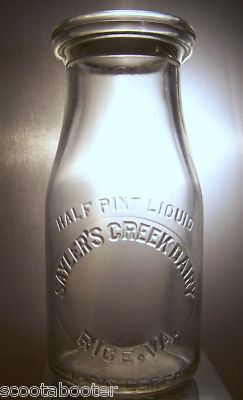 HALF PINT LIQUID
SAYLER'S CREEK DAIRY
RICE, VA.
scootabooter